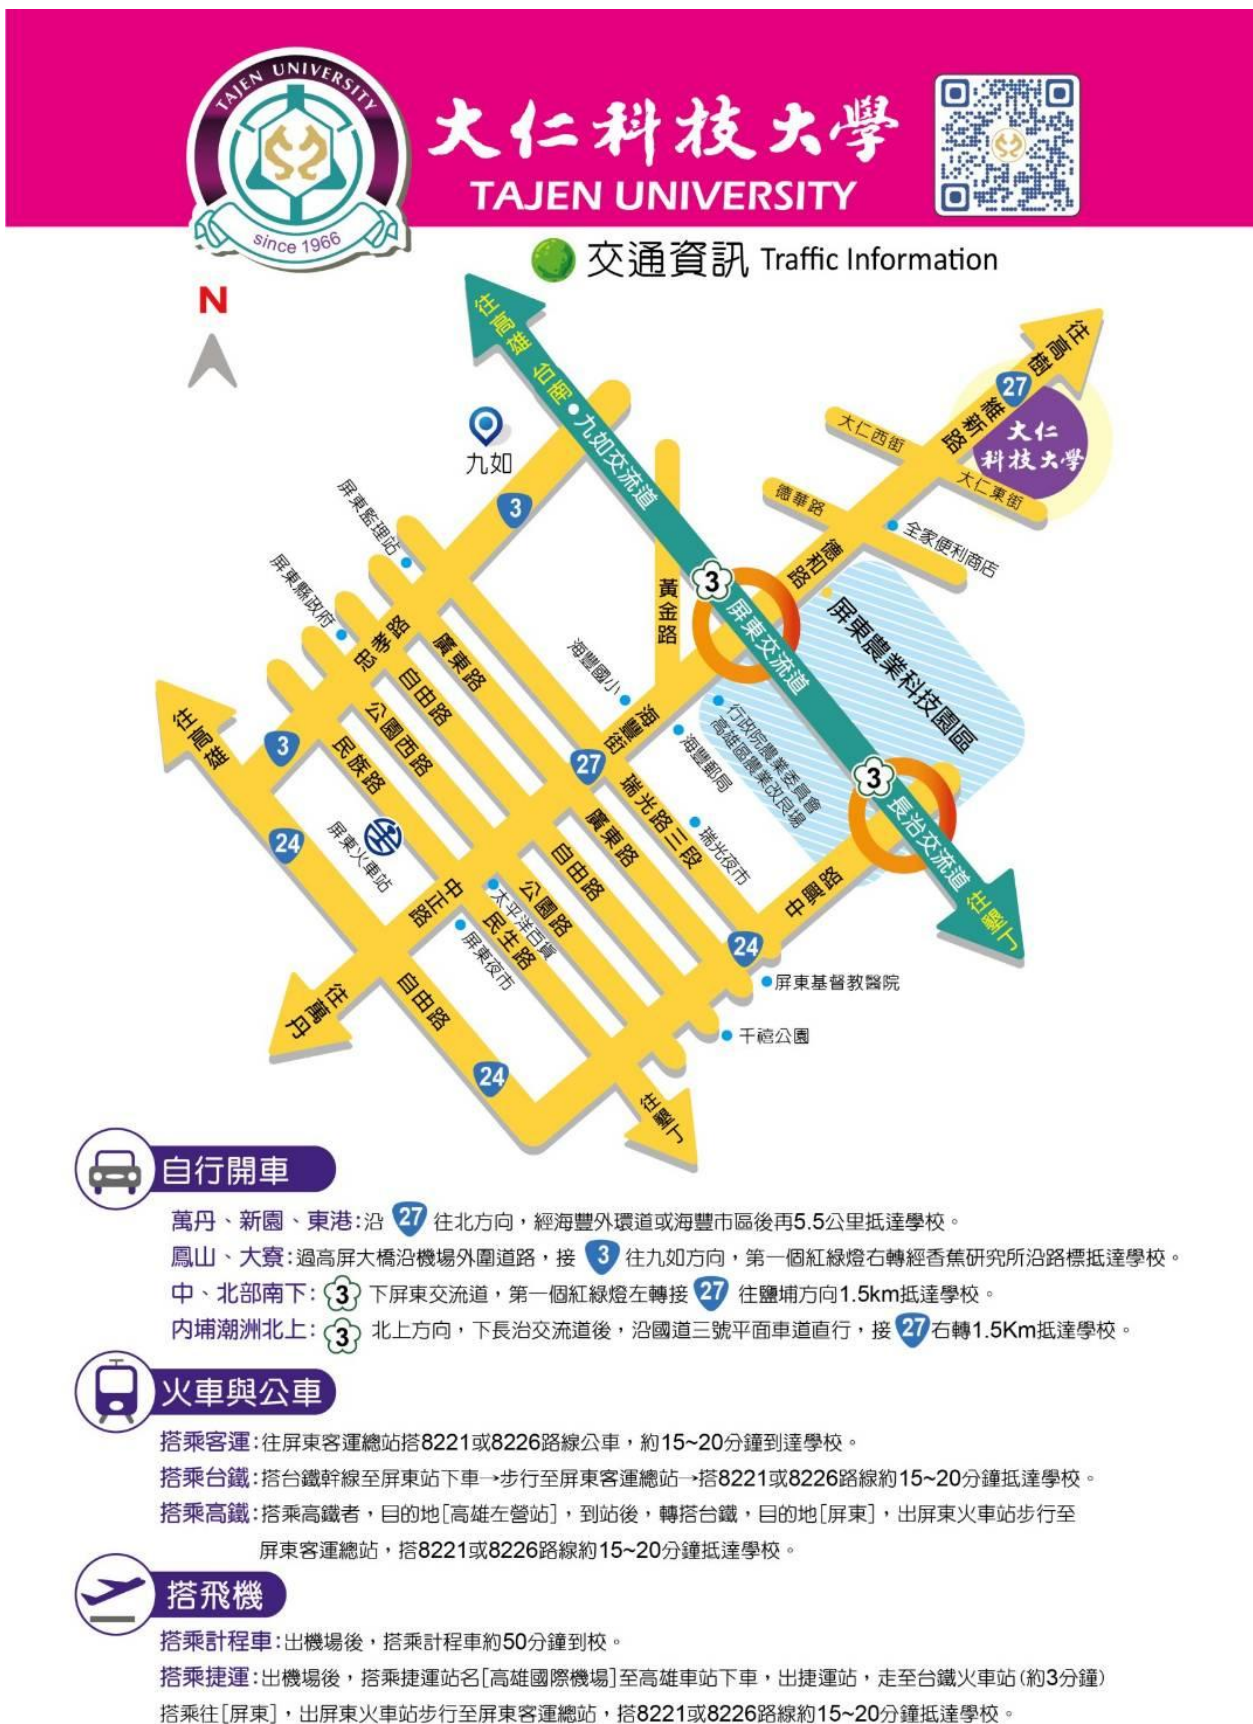 TAJEN UNIVERSITY
since 1966
大仁科技大學
TAJEN UNIVERSITY
交通資訊 Traffic Information
N
往高雄 台南
九如交流道
往高樹
27
維新路
大仁科技大學
大仁西街
大仁東街
九如
3
德華路
全家便利商店
屏東監理站
德和路
3
屏東交流道
屏東農業科技園區
黃金路
屏東縣政府
忠孝路
廣東路
自由路
公園西路
民族路
海豐國小
海豐街
海豐郵局
行政院農業委員會
高雄區農業改良場
往高雄
3
27
3
長治交流道
往墾丁
瑞光路三段
瑞光夜市
廣東路
自由路
中興路
24
屏東火車站
中正路
公園路
太平洋百貨
民生路
屏東夜市
24
屏東基督教醫院
千禧公園
往萬丹
自由路
24
往墾丁
自行開車
萬丹、新園、東港:沿 27 往北方向，經海豐外環道或海豐市區後再5.5公里抵達學校。
鳳山、大寮:過高屏大橋沿機場外圍道路，接 3 往九如方向，第一個紅綠燈右轉經香蕉研究所沿路標抵達學校。
中、北部南下: 3 下屏東交流道，第一個紅綠燈左轉接 27 往鹽埔方向1.5km抵達學校。
內埔潮洲北上: 3 北上方向，下長治交流道後，沿國道三號平面車道直行，接 27 右轉1.5Km抵達學校。
火車與公車
搭乘客運:往屏東客運總站搭8221或8226路線公車，約15~20分鐘到達學校。
搭乘台鐵:搭台鐵幹線至屏東站下車→步行至屏東客運總站→搭8221或8226路線約15~20分鐘抵達學校。
搭乘高鐵:搭乘高鐵者，目的地[高雄左營站]，到站後，轉搭台鐵，目的地[屏東]，出屏東火車站步行至
屏東客運總站，搭8221或8226路線約15~20分鐘抵達學校。
搭飛機
搭乘計程車:出機場後，搭乘計程車約50分鐘到校。
搭乘捷運:出機場後，搭乘捷運站名[高雄國際機場]至高雄車站下車，出捷運站，走至台鐵火車站(約3分鐘)
搭乘往[屏東]，出屏東火車站步行至屏東客運總站，搭8221或8226路線約15~20分鐘抵達學校。